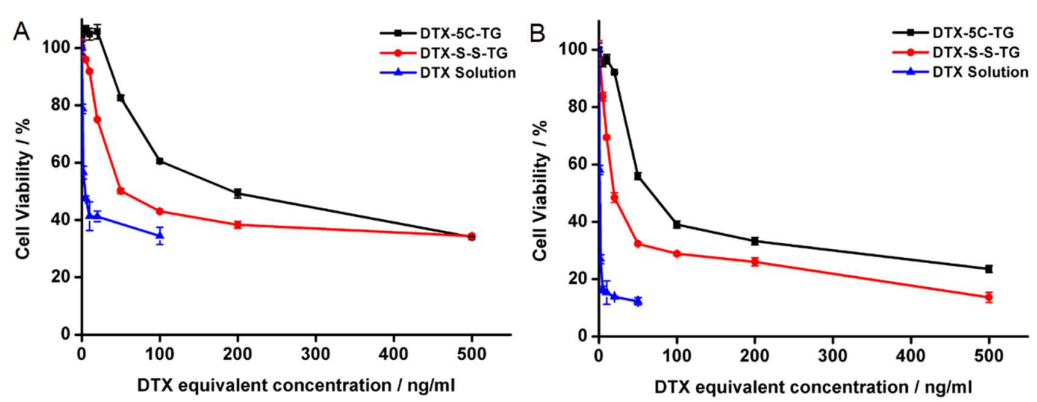 A
DTX-5C-TG
DTX-S-S-TG
DTX Solution
Cell Viability / %
100
80
60
40
20
0
0 100 200 300 400 500
DTX equivalent concentration / ng/ml
B
DTX-5C-TG
DTX-S-S-TG
DTX Solution
Cell Viability / %
100
80
60
40
20
0
0 100 200 300 400 500
DTX equivalent concentration / ng/ml